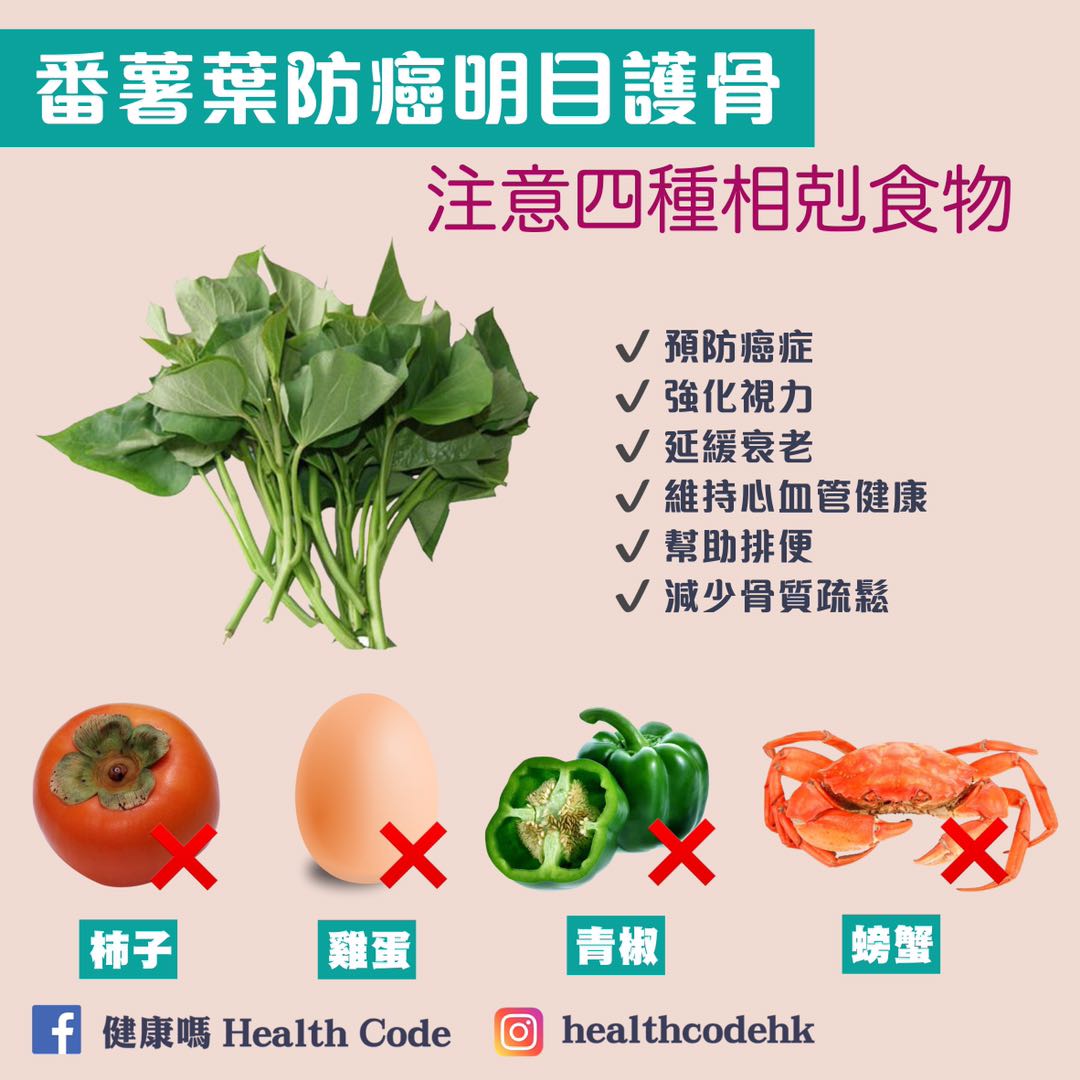 番薯葉防癌明目護骨
注意四種相剋食物
✓ 預防癌症
✓ 強化視力
✓ 延緩衰老
✓ 維持心血管健康
✓ 幫助排便
✓ 減少骨質疏鬆
柿子
雞蛋
青椒
螃蟹
健康嗎 Health Code
healthcodehk